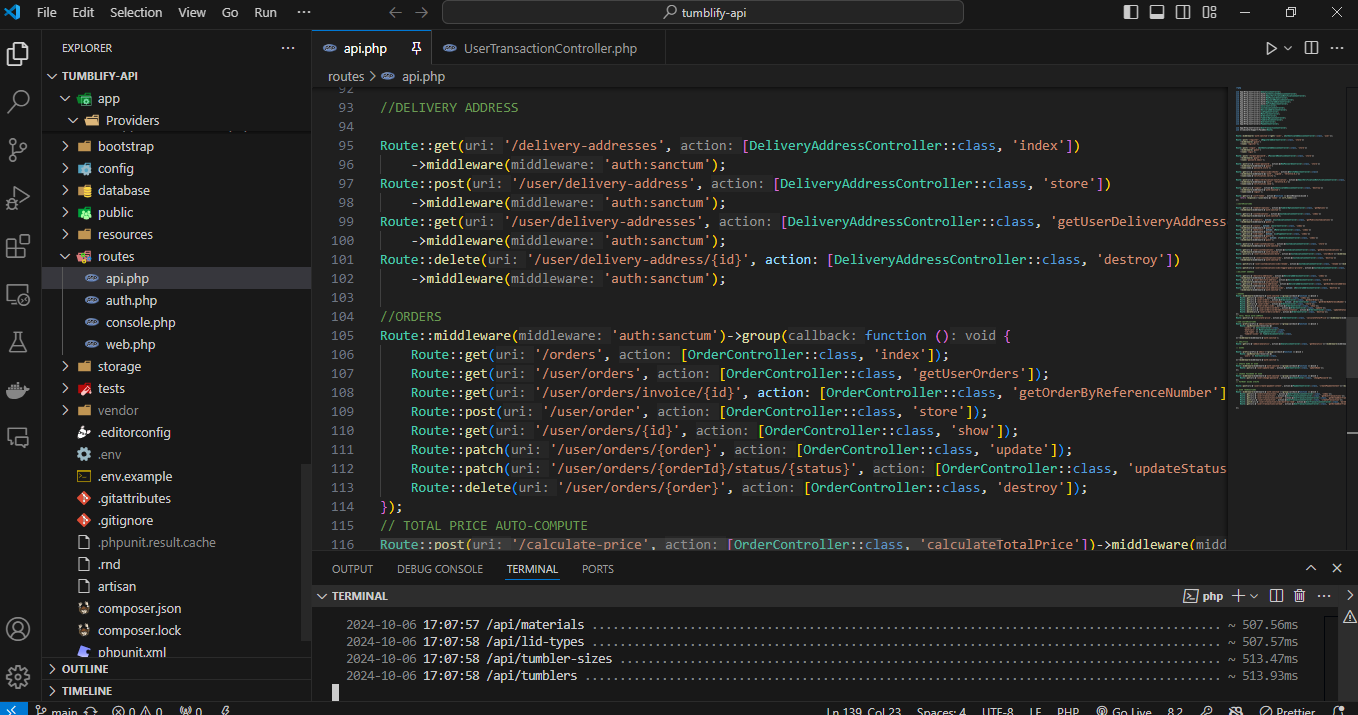 File Edit Selection View Go Run ··· tumblify-api
EXPLORER ···
TUMBLIFY-API
app
Providers
bootstrap
config
database
public
resources
routes
api.php
auth.php
console.php
web.php
storage
tests
vendor
.editorconfig
.env
.env.example
.gitattributes
.gitignore
.phpunit.result.cache
.rnd
artisan
composer.json
composer.lock
phpunit.xml
OUTLINE
TIMELINE
api.php UserTransactionController.php
routes > api.php
92
93 //DELIVERY ADDRESS
94
95 Route::get(uri: '/delivery-addresses', action: [DeliveryAddressController::class, 'index'])
96 ->middleware(middleware: 'auth:sanctum');
97 Route::post(uri: '/user/delivery-address', action: [DeliveryAddressController::class, 'store'])
98 ->middleware(middleware: 'auth:sanctum');
99 Route::get(uri: '/user/delivery-addresses', action: [DeliveryAddressController::class, 'getUserDeliveryAddress
100 ->middleware(middleware: 'auth:sanctum');
101 Route::delete(uri: '/user/delivery-address/{id}', action: [DeliveryAddressController::class, 'destroy'])
102 ->middleware(middleware: 'auth:sanctum');
103
104 //ORDERS
105 Route::middleware(middleware: 'auth:sanctum')->group(callback: function (): void {
106 Route::get(uri: '/orders', action: [OrderController::class, 'index']);
107 Route::get(uri: '/user/orders', action: [OrderController::class, 'getUserOrders']);
108 Route::get(uri: '/user/orders/invoice/{id}', action: [OrderController::class, 'getOrderByReferenceNumber']
109 Route::post(uri: '/user/order', action: [OrderController::class, 'store']);
110 Route::get(uri: '/user/orders/{id}', action: [OrderController::class, 'show']);
111 Route::patch(uri: '/user/orders/{order}', action: [OrderController::class, 'update']);
112 Route::patch(uri: '/user/orders/{orderId}/status/{status}', action: [OrderController::class, 'updateStatus
113 Route::delete(uri: '/user/orders/{order}', action: [OrderController::class, 'destroy']);
114 });
115 // TOTAL PRICE AUTO-COMPUTE
116 Route::post(uri: '/calculate-price', action: [OrderController::class, 'calculateTotalPrice'])->middleware(midd
OUTPUT DEBUG CONSOLE TERMINAL PORTS
TERMINAL php
2024-10-06 17:07:57 /api/materials ~ 507.56ms
2024-10-06 17:07:58 /api/lid-types ~ 507.57ms
2024-10-06 17:07:58 /api/tumbler-sizes ~ 513.47ms
2024-10-06 17:07:58 /api/tumblers ~ 513.93ms
main 0 0 0 Ln 139, Col 23 Spaces: 4 UTF-8 LF PHP Go Live 8.2 Prettier